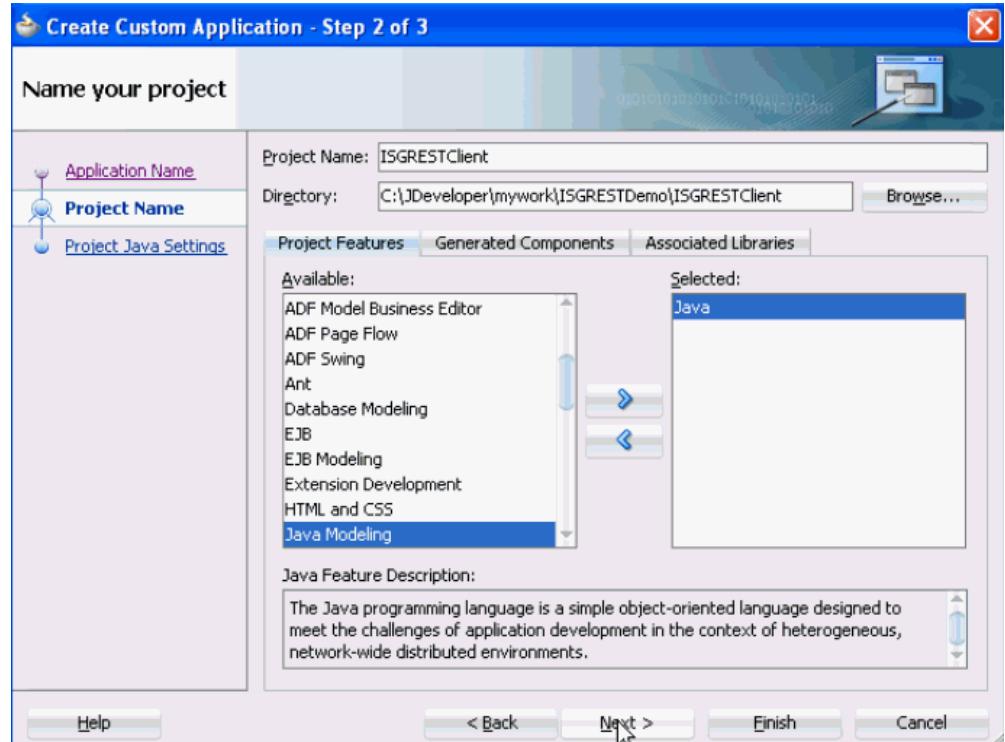 Create Custom Application - Step 2 of 3
Name your project
Application Name
Project Name
Project Java Settings
Project Name: ISGRESTClient
Directory: C:\JDeveloper\mywork\ISGRESTDemo\ISGRESTClient Browse...
Project Features Generated Components Associated Libraries
Available:
ADF Model Business Editor
ADF Page Flow
ADF Swing
Ant
Database Modeling
EJB
EJB Modeling
Extension Development
HTML and CSS
Java Modeling
Selected:
Java
Java Feature Description:
The Java programming language is a simple object-oriented language designed to
meet the challenges of application development in the context of heterogeneous,
network-wide distributed environments.
Help < Back Next > Finish Cancel